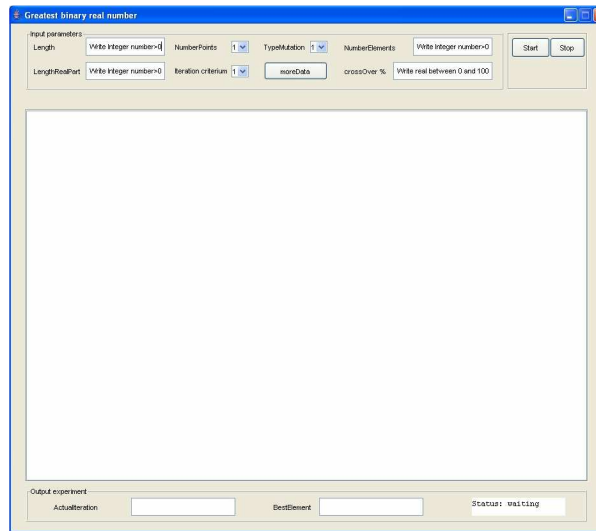 Greatest binary real number
Input parameters
Length Write Integer number>0 NumberPoints 1 TypeMutation 1 NumberElements Write Integer number>0 Start Stop
LengthRealPart Write Integer number>0 Iteration criterium 1 moreData crossOver % Write real between 0 and 100
Output experiment
ActualIteration BestElement Status: waiting